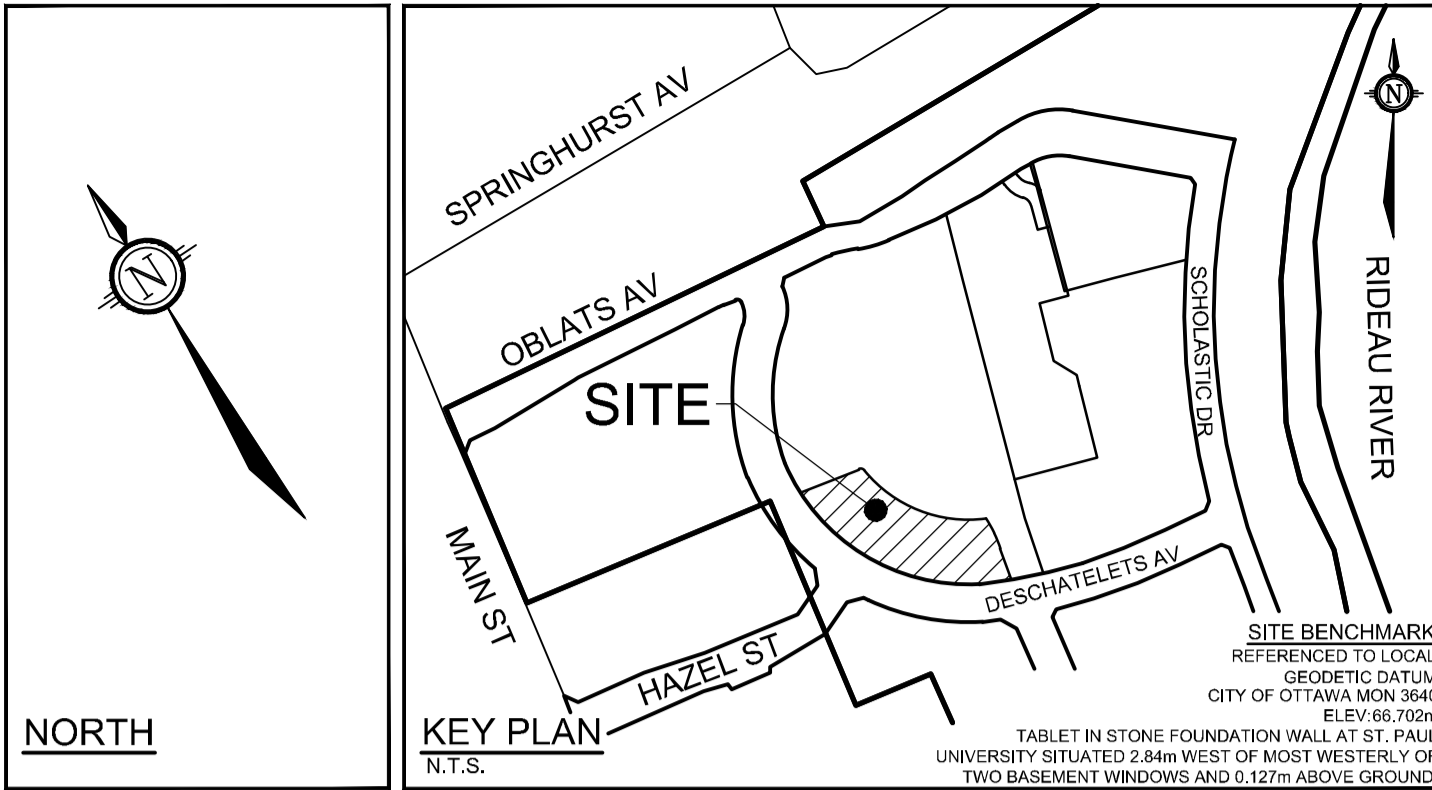 N
NORTH
SPRINGHURST AV
OBLATS AV
SITE
MAIN ST
HAZEL ST
DESCHATELETS AV
SCHOLASTIC DR
N
RIDEAU RIVER
KEY PLAN
N.T.S.
SITE BENCHMARK
REFERENCED TO LOCAL
GEODETIC DATUM
CITY OF OTTAWA MON 3640
ELEV:66.702m
TABLET IN STONE FOUNDATION WALL AT ST. PAUL
UNIVERSITY SITUATED 2.84m WEST OF MOST WESTERLY OF
TWO BASEMENT WINDOWS AND 0.127m ABOVE GROUND